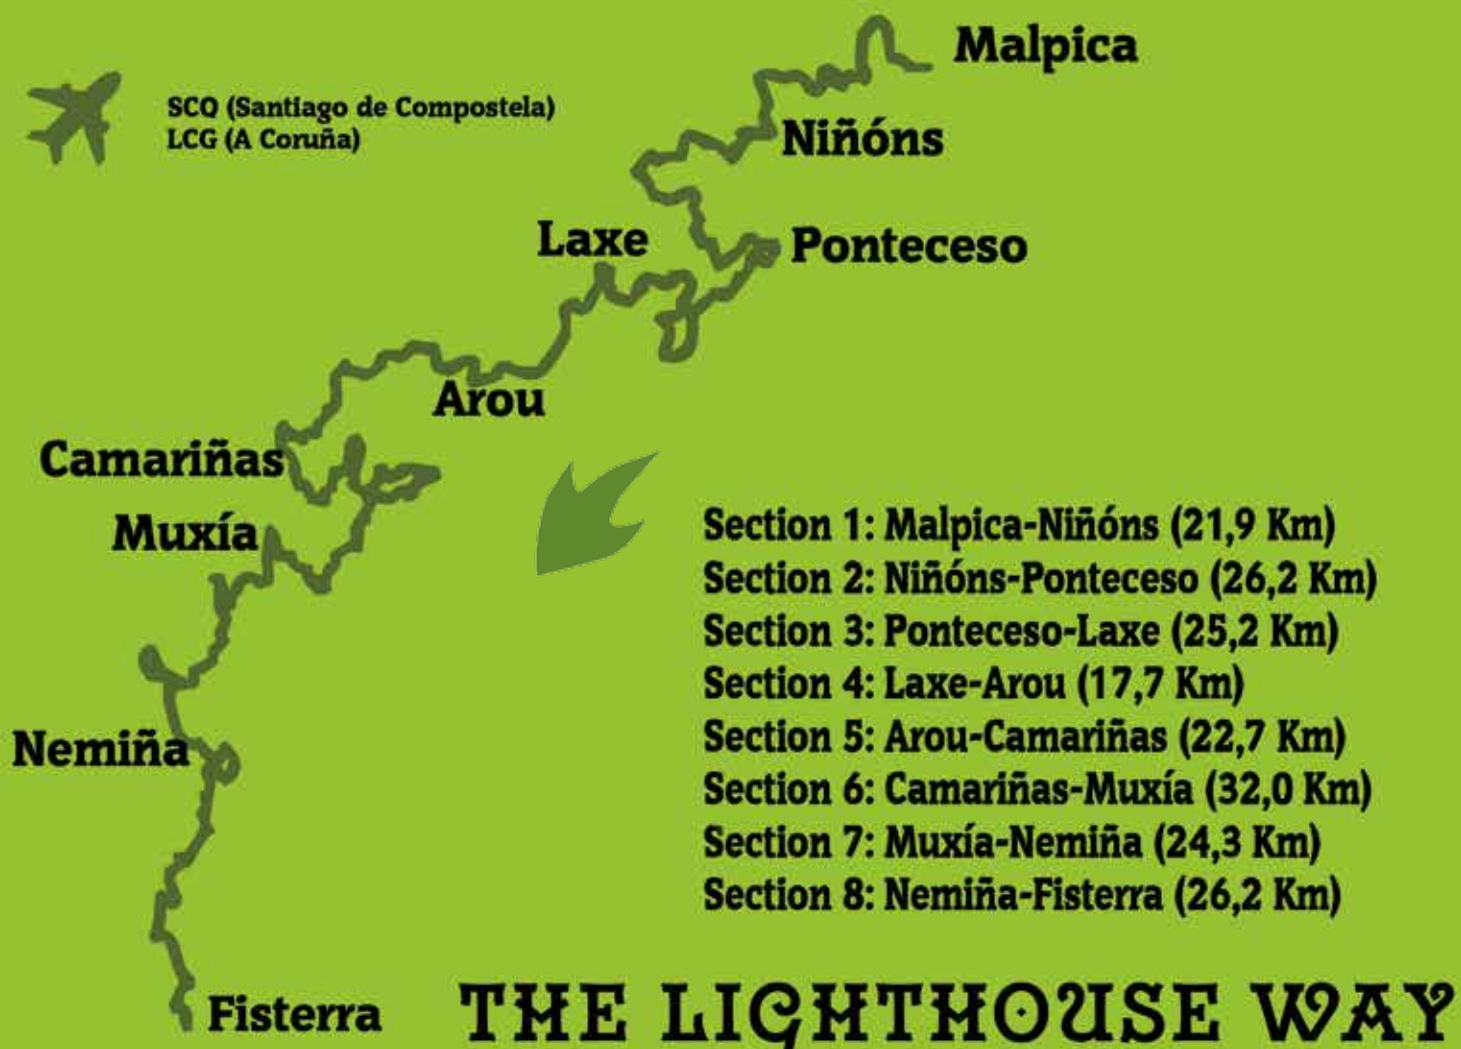 Malpica
SCQ (Santiago de Compostela)
LCG (A Coruña)
Niñóns
Laxe
Ponteceso
Arou
Camariñas
Muxía
Section 1: Malpica-Niñóns (21,9 Km)
Section 2: Niñóns-Ponteceso (26,2 Km)
Section 3: Ponteceso-Laxe (25,2 Km)
Section 4: Laxe-Arou (17,7 Km)
Section 5: Arou-Camariñas (22,7 Km)
Section 6: Camariñas-Muxía (32,0 Km)
Section 7: Muxía-Nemiña (24,3 Km)
Section 8: Nemiña-Fisterra (26,2 Km)
Nemiña
Fisterra
THE LIGHTHOUSE WAY